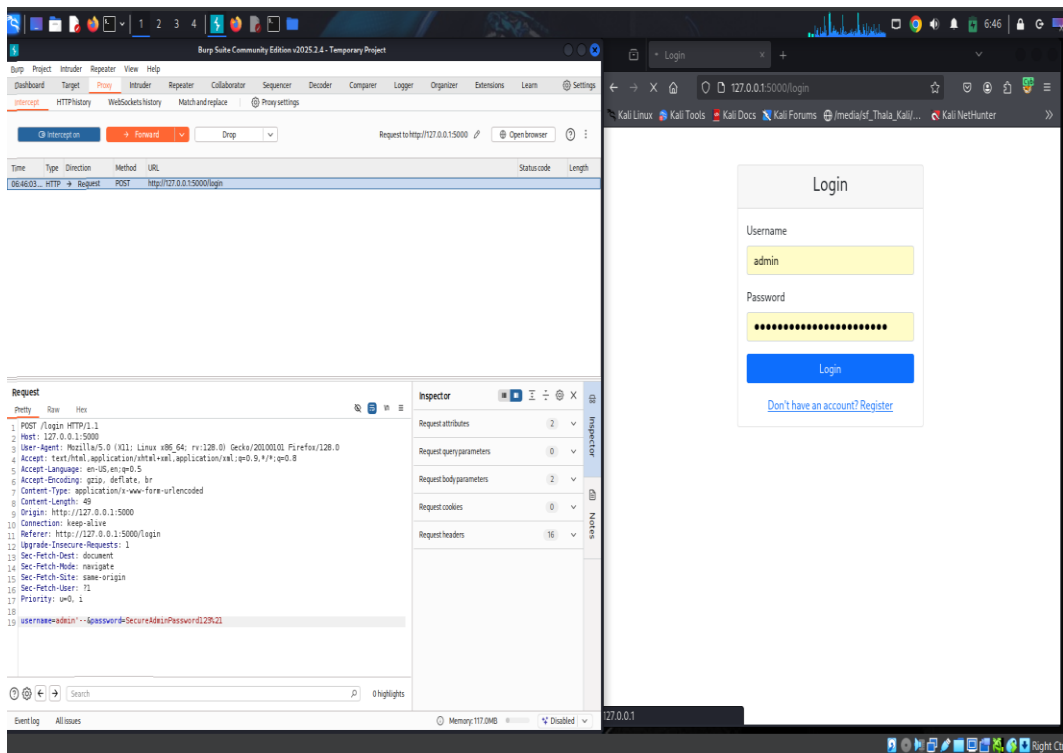 1 2 3 4
6:46
Burp Suite Community Edition v2025.2.4 - Temporary Project
Burp Project Intruder Repeater View Help
Dashboard Target Proxy Intruder Repeater Collaborator Sequencer Decoder Comparer Logger Organizer Extensions Learn Settings
Intercept HTTP history WebSockets history Match and replace Proxy settings
Intercept on Forward Drop Request to http://127.0.0.1:5000 Open browser
Time Type Direction Method URL Status code Length
06:46:03... HTTP → Request POST http://127.0.0.1:5000/login
Request
Pretty Raw Hex
1 POST /login HTTP/1.1
2 Host: 127.0.0.1:5000
3 User-Agent: Mozilla/5.0 (X11; Linux x86_64; rv:128.0) Gecko/20100101 Firefox/128.0
4 Accept: text/html,application/xhtml+xml,application/xml;q=0.9,*/*;q=0.8
5 Accept-Language: en-US,en;q=0.5
6 Accept-Encoding: gzip, deflate, br
7 Content-Type: application/x-www-form-urlencoded
8 Content-Length: 49
9 Origin: http://127.0.0.1:5000
10 Connection: keep-alive
11 Referer: http://127.0.0.1:5000/login
12 Upgrade-Insecure-Requests: 1
13 Sec-Fetch-Dest: document
14 Sec-Fetch-Mode: navigate
15 Sec-Fetch-Site: same-origin
16 Sec-Fetch-User: ?1
17 Priority: u=0, i
18
19 username=admin'--&password=SecureAdminPassword123%21
Inspector
Request attributes 2
Request query parameters 0
Request body parameters 2
Request cookies 0
Request headers 16
Inspector
Notes
Search 0 highlights
Event log All issues Memory: 117.0MB Disabled
Login
127.0.0.1:5000/login
Kali Linux Kali Tools Kali Docs Kali Forums /media/sf_Thala_Kali/... Kali NetHunter
Login
Username
admin
Password
Login
Don't have an account? Register
127.0.0.1
Right Ct